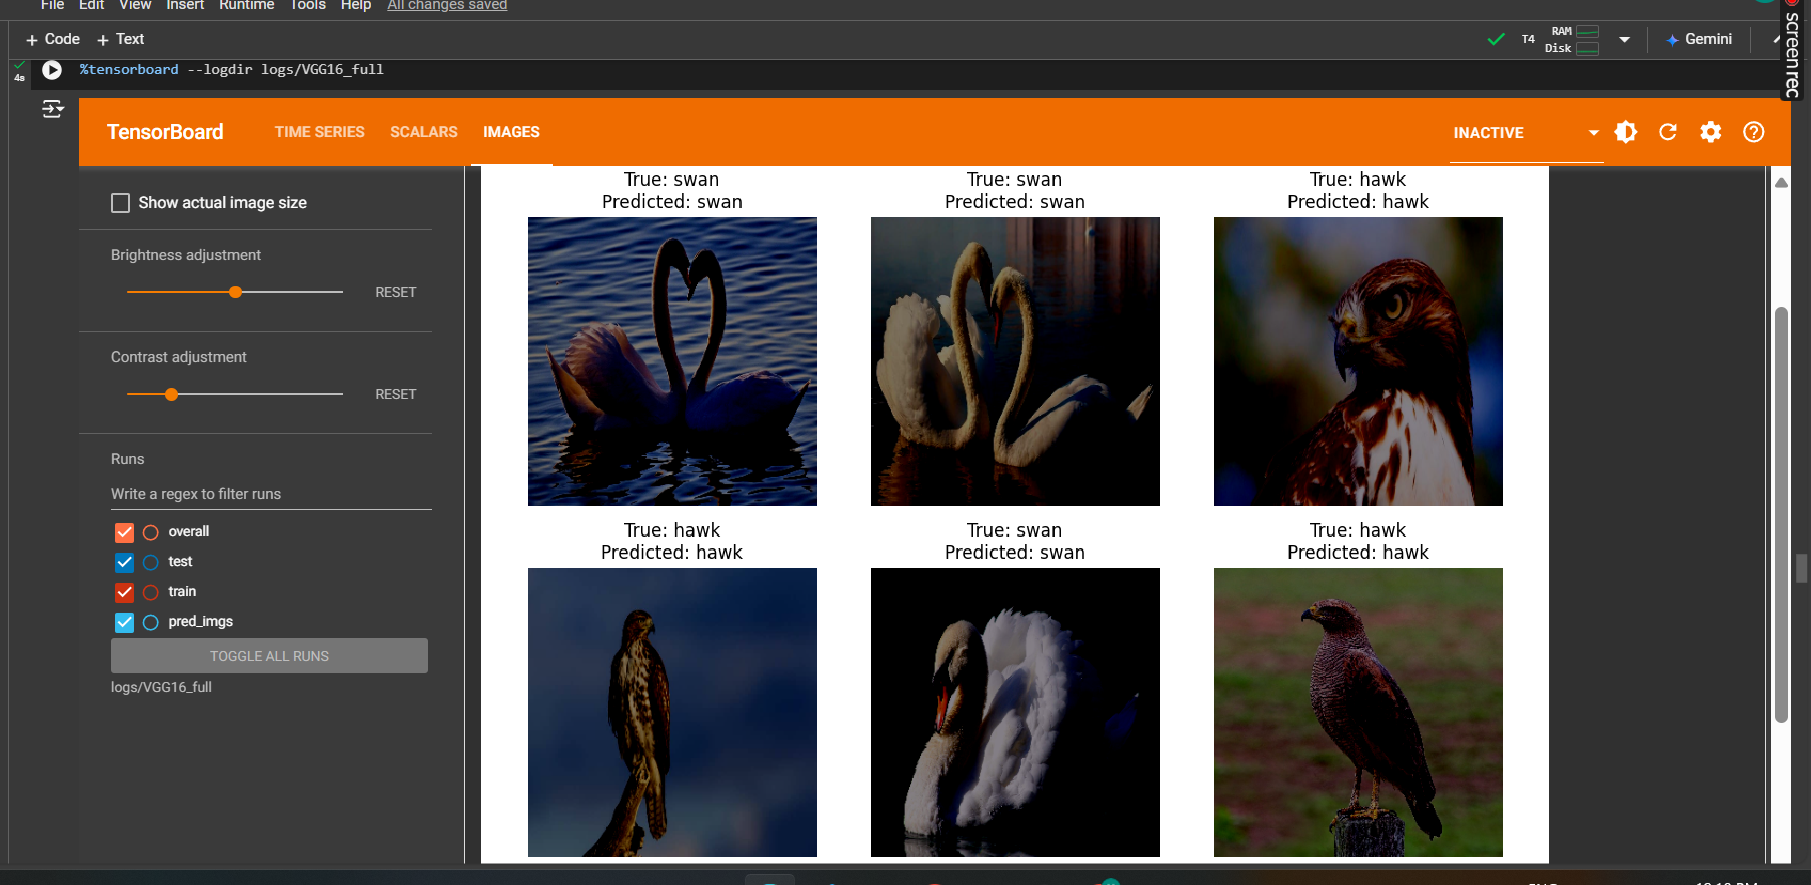 File Edit View Insert Runtime Tools Help All changes saved
+ Code + Text
T4 RAM Disk
Gemini
screenrec
4s
%tensorboard --logdir logs/VGG16_full
TensorBoard TIME SERIES SCALARS IMAGES INACTIVE
Show actual image size
Brightness adjustment
RESET
Contrast adjustment
RESET
Runs
Write a regex to filter runs
overall
test
train
pred_imgs
TOGGLE ALL RUNS
logs/VGG16_full
True: swan
Predicted: swan
True: swan
Predicted: swan
True: hawk
Predicted: hawk
True: hawk
Predicted: hawk
True: swan
Predicted: swan
True: hawk
Predicted: hawk